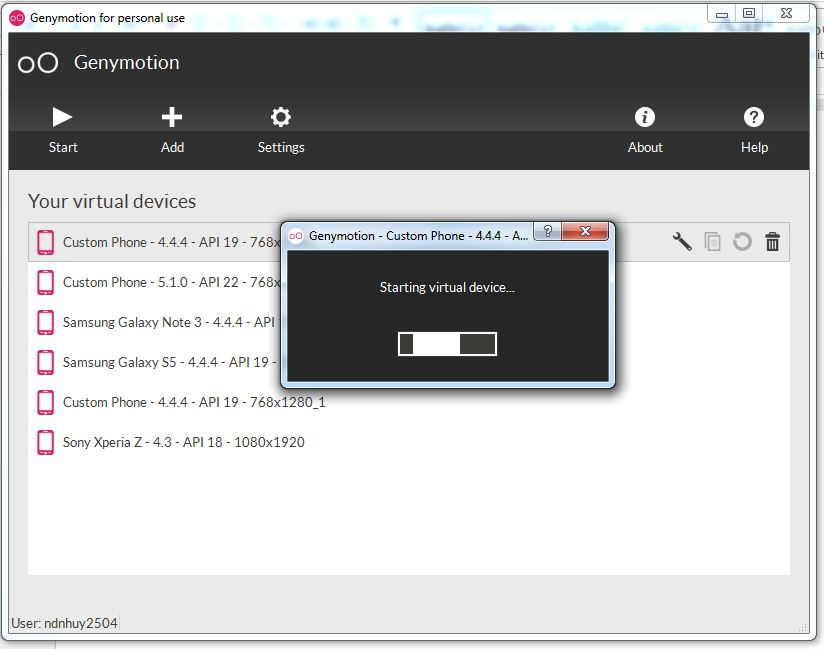 Genymotion for personal use
Genymotion
Start
Add
Settings
About
Help
Your virtual devices
Custom Phone - 4.4.4 - API 19 - 768x
Custom Phone - 5.1.0 - API 22 - 768x
Samsung Galaxy Note 3 - 4.4.4 - API
Samsung Galaxy S5 - 4.4.4 - API 19 -
Custom Phone - 4.4.4 - API 19 - 768x1280_1
Sony Xperia Z - 4.3 - API 18 - 1080x1920
Genymotion - Custom Phone - 4.4.4 - A...
Starting virtual device...
User: ndnhuy2504